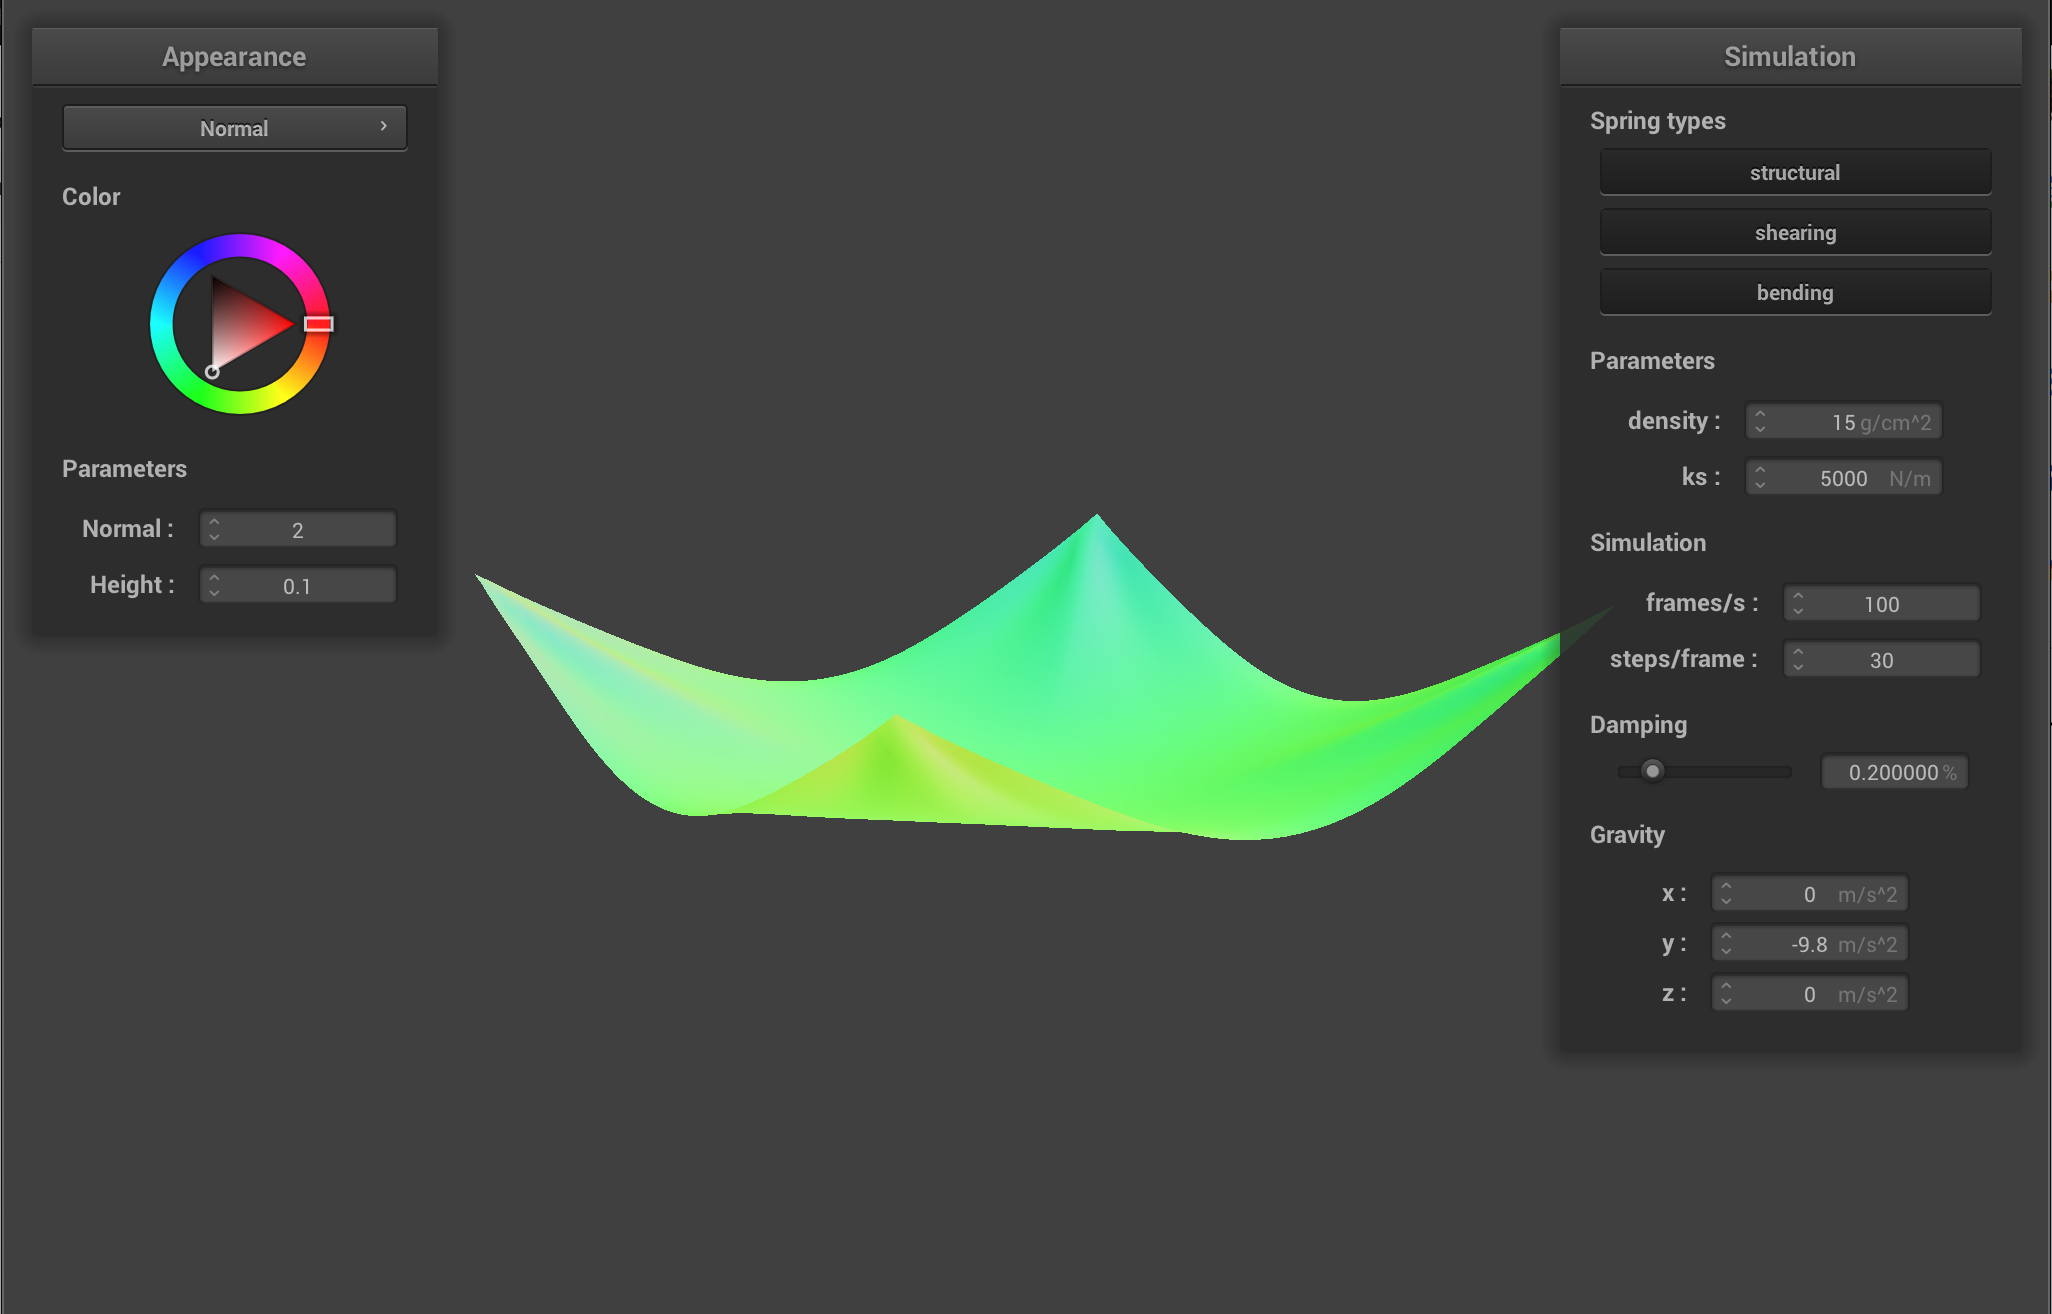 Appearance
Normal
Color
Parameters
Normal : 2
Height : 0.1
Simulation
Spring types
structural
shearing
bending
Parameters
density : 15 g/cm^2
ks : 5000 N/m
Simulation
frames/s : 100
steps/frame : 30
Damping
0.200000 %
Gravity
x : 0 m/s^2
y : -9.8 m/s^2
z : 0 m/s^2